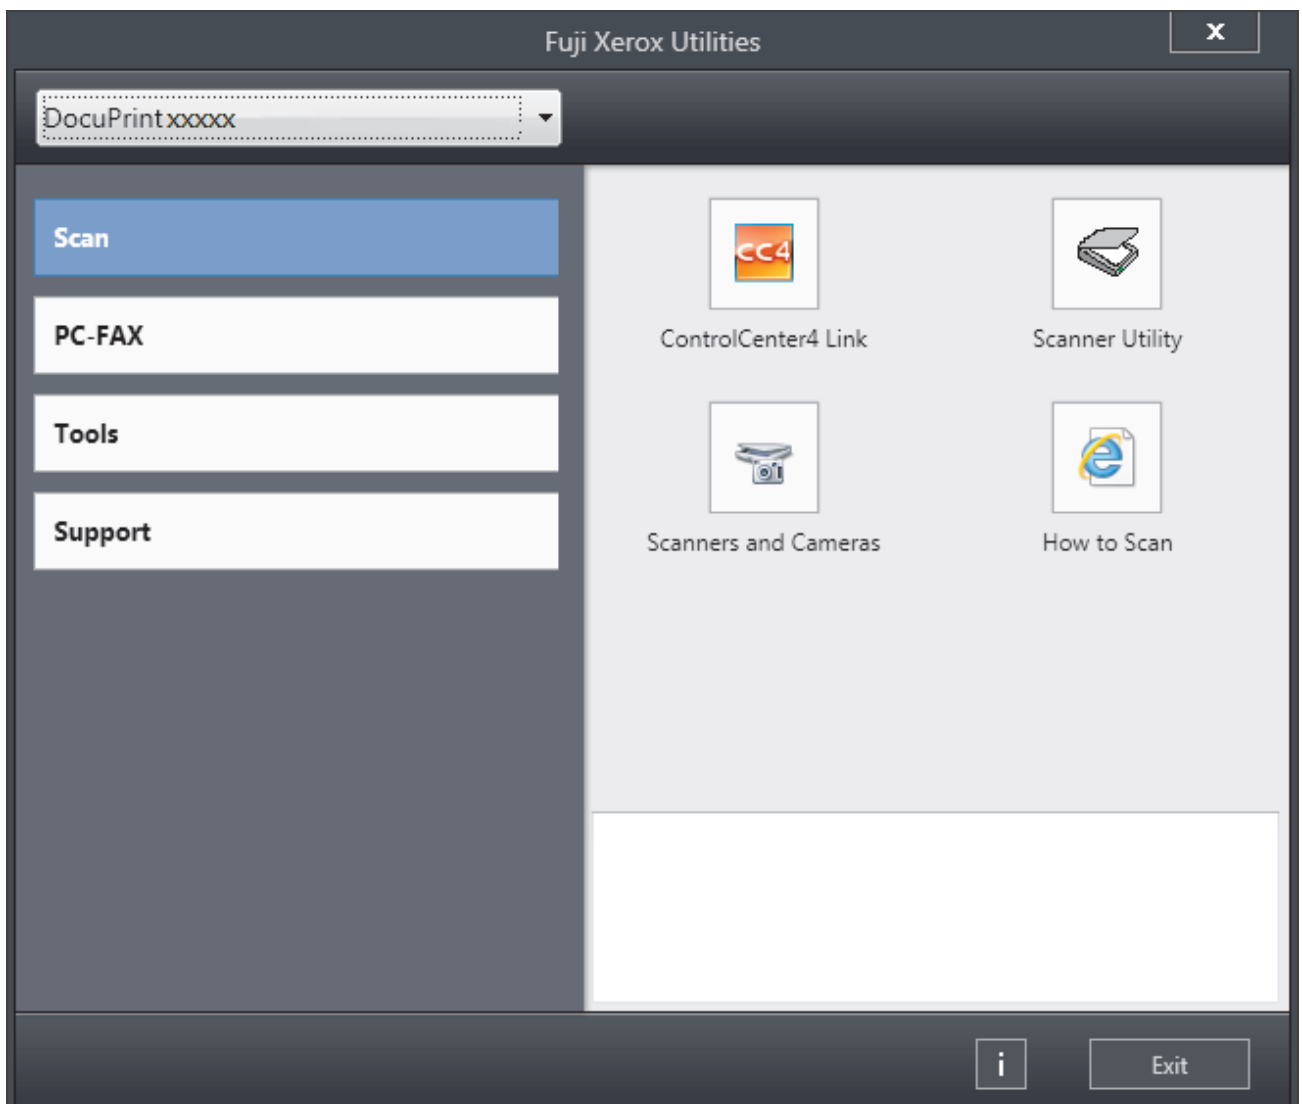 Fuji Xerox Utilities
x
DocuPrint xxxxx
Scan
PC-FAX
Tools
Support
CC4
ControlCenter4 Link
Scanner Utility
Scanners and Cameras
How to Scan
i
Exit